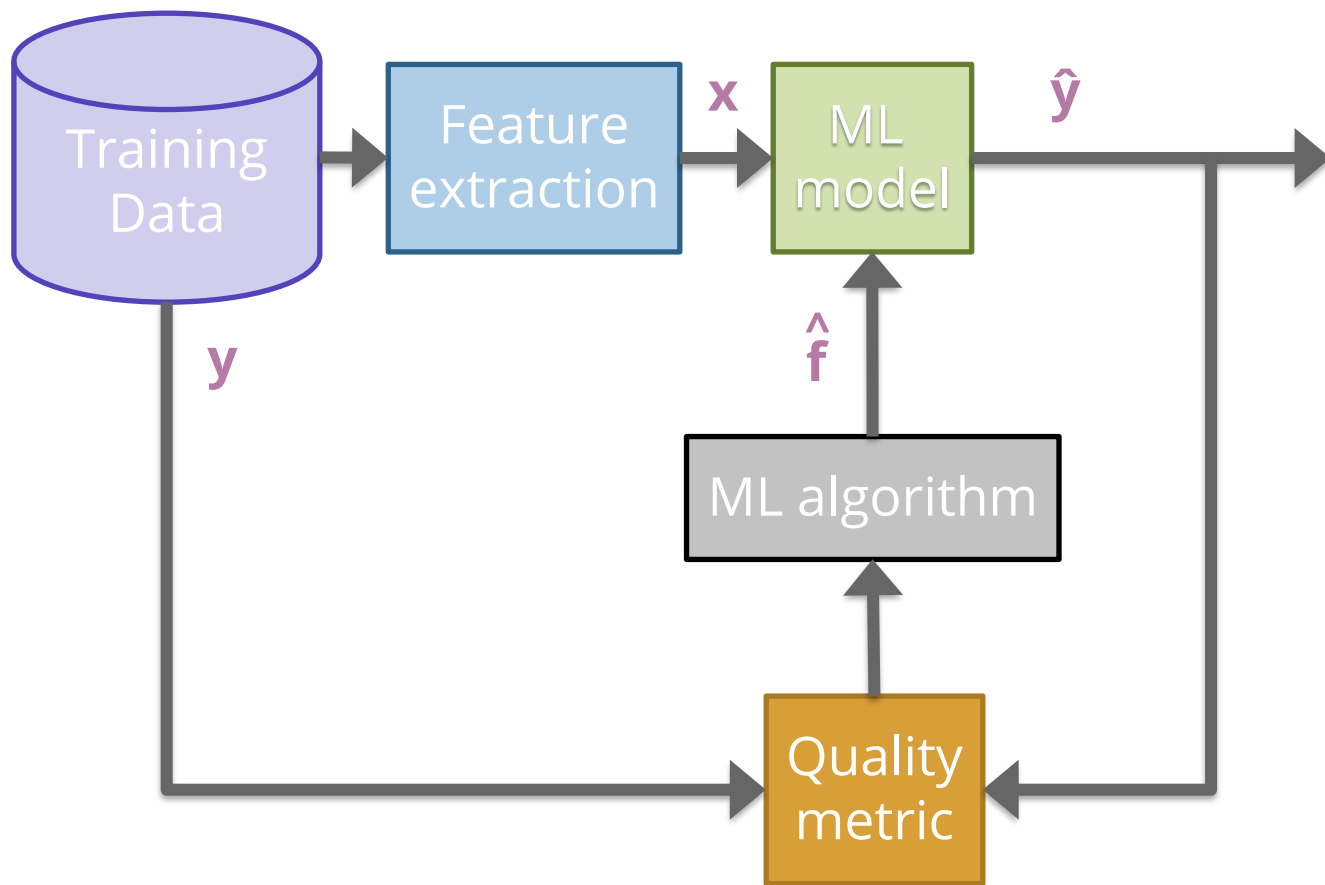 Training
Data
Feature
extraction
x
ML
model
ŷ
y
f̂
ML algorithm
Quality
metric